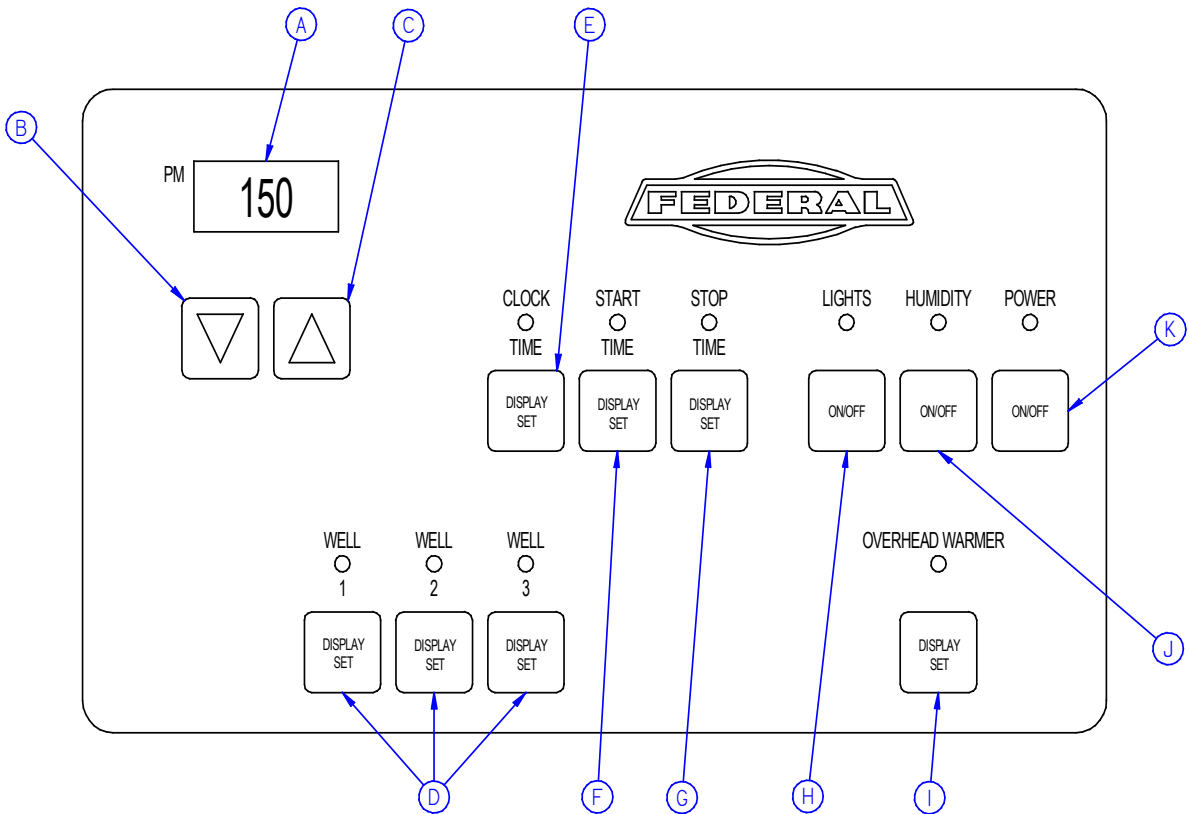 A
C
E
B
PM
150
FEDERAL
CLOCK
TIME
START
TIME
STOP
TIME
LIGHTS
HUMIDITY
POWER
K
DISPLAY
SET
DISPLAY
SET
DISPLAY
SET
ON/OFF
ON/OFF
ON/OFF
WELL
1
WELL
2
WELL
3
OVERHEAD WARMER
DISPLAY
SET
DISPLAY
SET
DISPLAY
SET
DISPLAY
SET
J
D
F
G
H
I